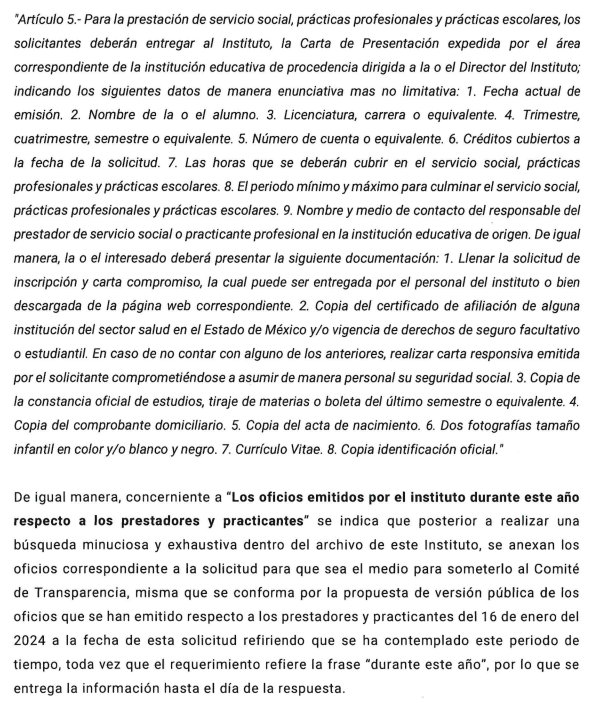 "Artículo 5.- Para la prestación de servicio social, prácticas profesionales y prácticas escolares, los
solicitantes deberán entregar al Instituto, la Carta de Presentación expedida por el área
correspondiente de la institución educativa de procedencia dirigida a la o el Director del Instituto;
indicando los siguientes datos de manera enunciativa mas no limitativa: 1. Fecha actual de
emisión. 2. Nombre de la o el alumno. 3. Licenciatura, carrera o equivalente. 4. Trimestre,
cuatrimestre, semestre o equivalente. 5. Número de cuenta o equivalente. 6. Créditos cubiertos a
la fecha de la solicitud. 7. Las horas que se deberán cubrir en el servicio social, prácticas
profesionales y prácticas escolares. 8. El periodo mínimo y máximo para culminar el servicio social,
prácticas profesionales y prácticas escolares. 9. Nombre y medio de contacto del responsable del
prestador de servicio social o practicante profesional en la institución educativa de origen. De igual
manera, la o el interesado deberá presentar la siguiente documentación: 1. Llenar la solicitud de
inscripción y carta compromiso, la cual puede ser entregada por el personal del instituto o bien
descargada de la página web correspondiente. 2. Copia del certificado de afiliación de alguna
institución del sector salud en el Estado de México y/o vigencia de derechos de seguro facultativo
o estudiantil. En caso de no contar con alguno de los anteriores, realizar carta responsiva emitida
por el solicitante comprometiéndose a asumir de manera personal su seguridad social. 3. Copia de
la constancia oficial de estudios, tiraje de materias o boleta del último semestre o equivalente. 4.
Copia del comprobante domiciliario. 5. Copia del acta de nacimiento. 6. Dos fotografías tamaño
infantil en color y/o blanco y negro. 7. Currículo Vitae. 8. Copia identificación oficial."
De igual manera, concerniente a “Los oficios emitidos por el instituto durante este año
respecto a los prestadores y practicantes” se indica que posterior a realizar una
búsqueda minuciosa y exhaustiva dentro del archivo de este Instituto, se anexan los
oficios correspondiente a la solicitud para que sea el medio para someterlo al Comité
de Transparencia, misma que se conforma por la propuesta de versión pública de los
oficios que se han emitido respecto a los prestadores y practicantes del 16 de enero del
2024 a la fecha de esta solicitud refiriendo que se ha contemplado este periodo de
tiempo, toda vez que el requerimiento refiere la frase “durante este año”, por lo que se
entrega la información hasta el día de la respuesta.